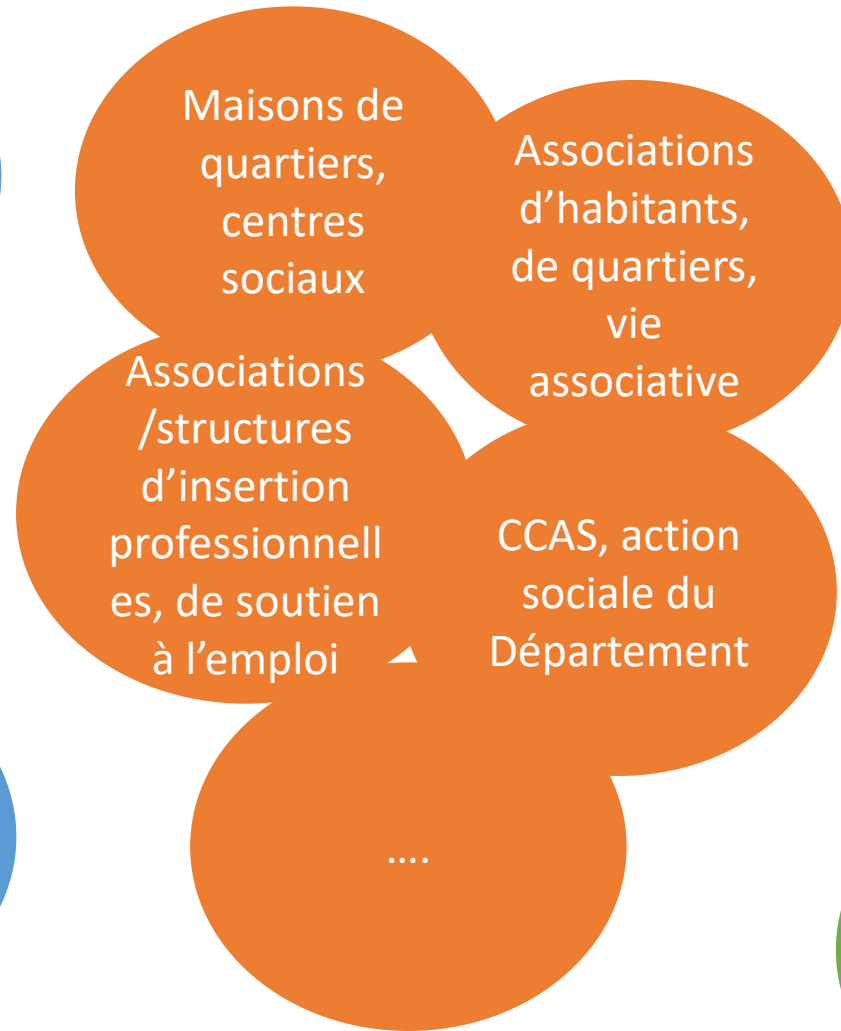 Maisons de
quartiers,
centres
sociaux
Associations
d’habitants,
de quartiers,
vie
associative
Associations
/structures
d’insertion
professionnell
es, de soutien
à l’emploi
CCAS, action
sociale du
Département
….